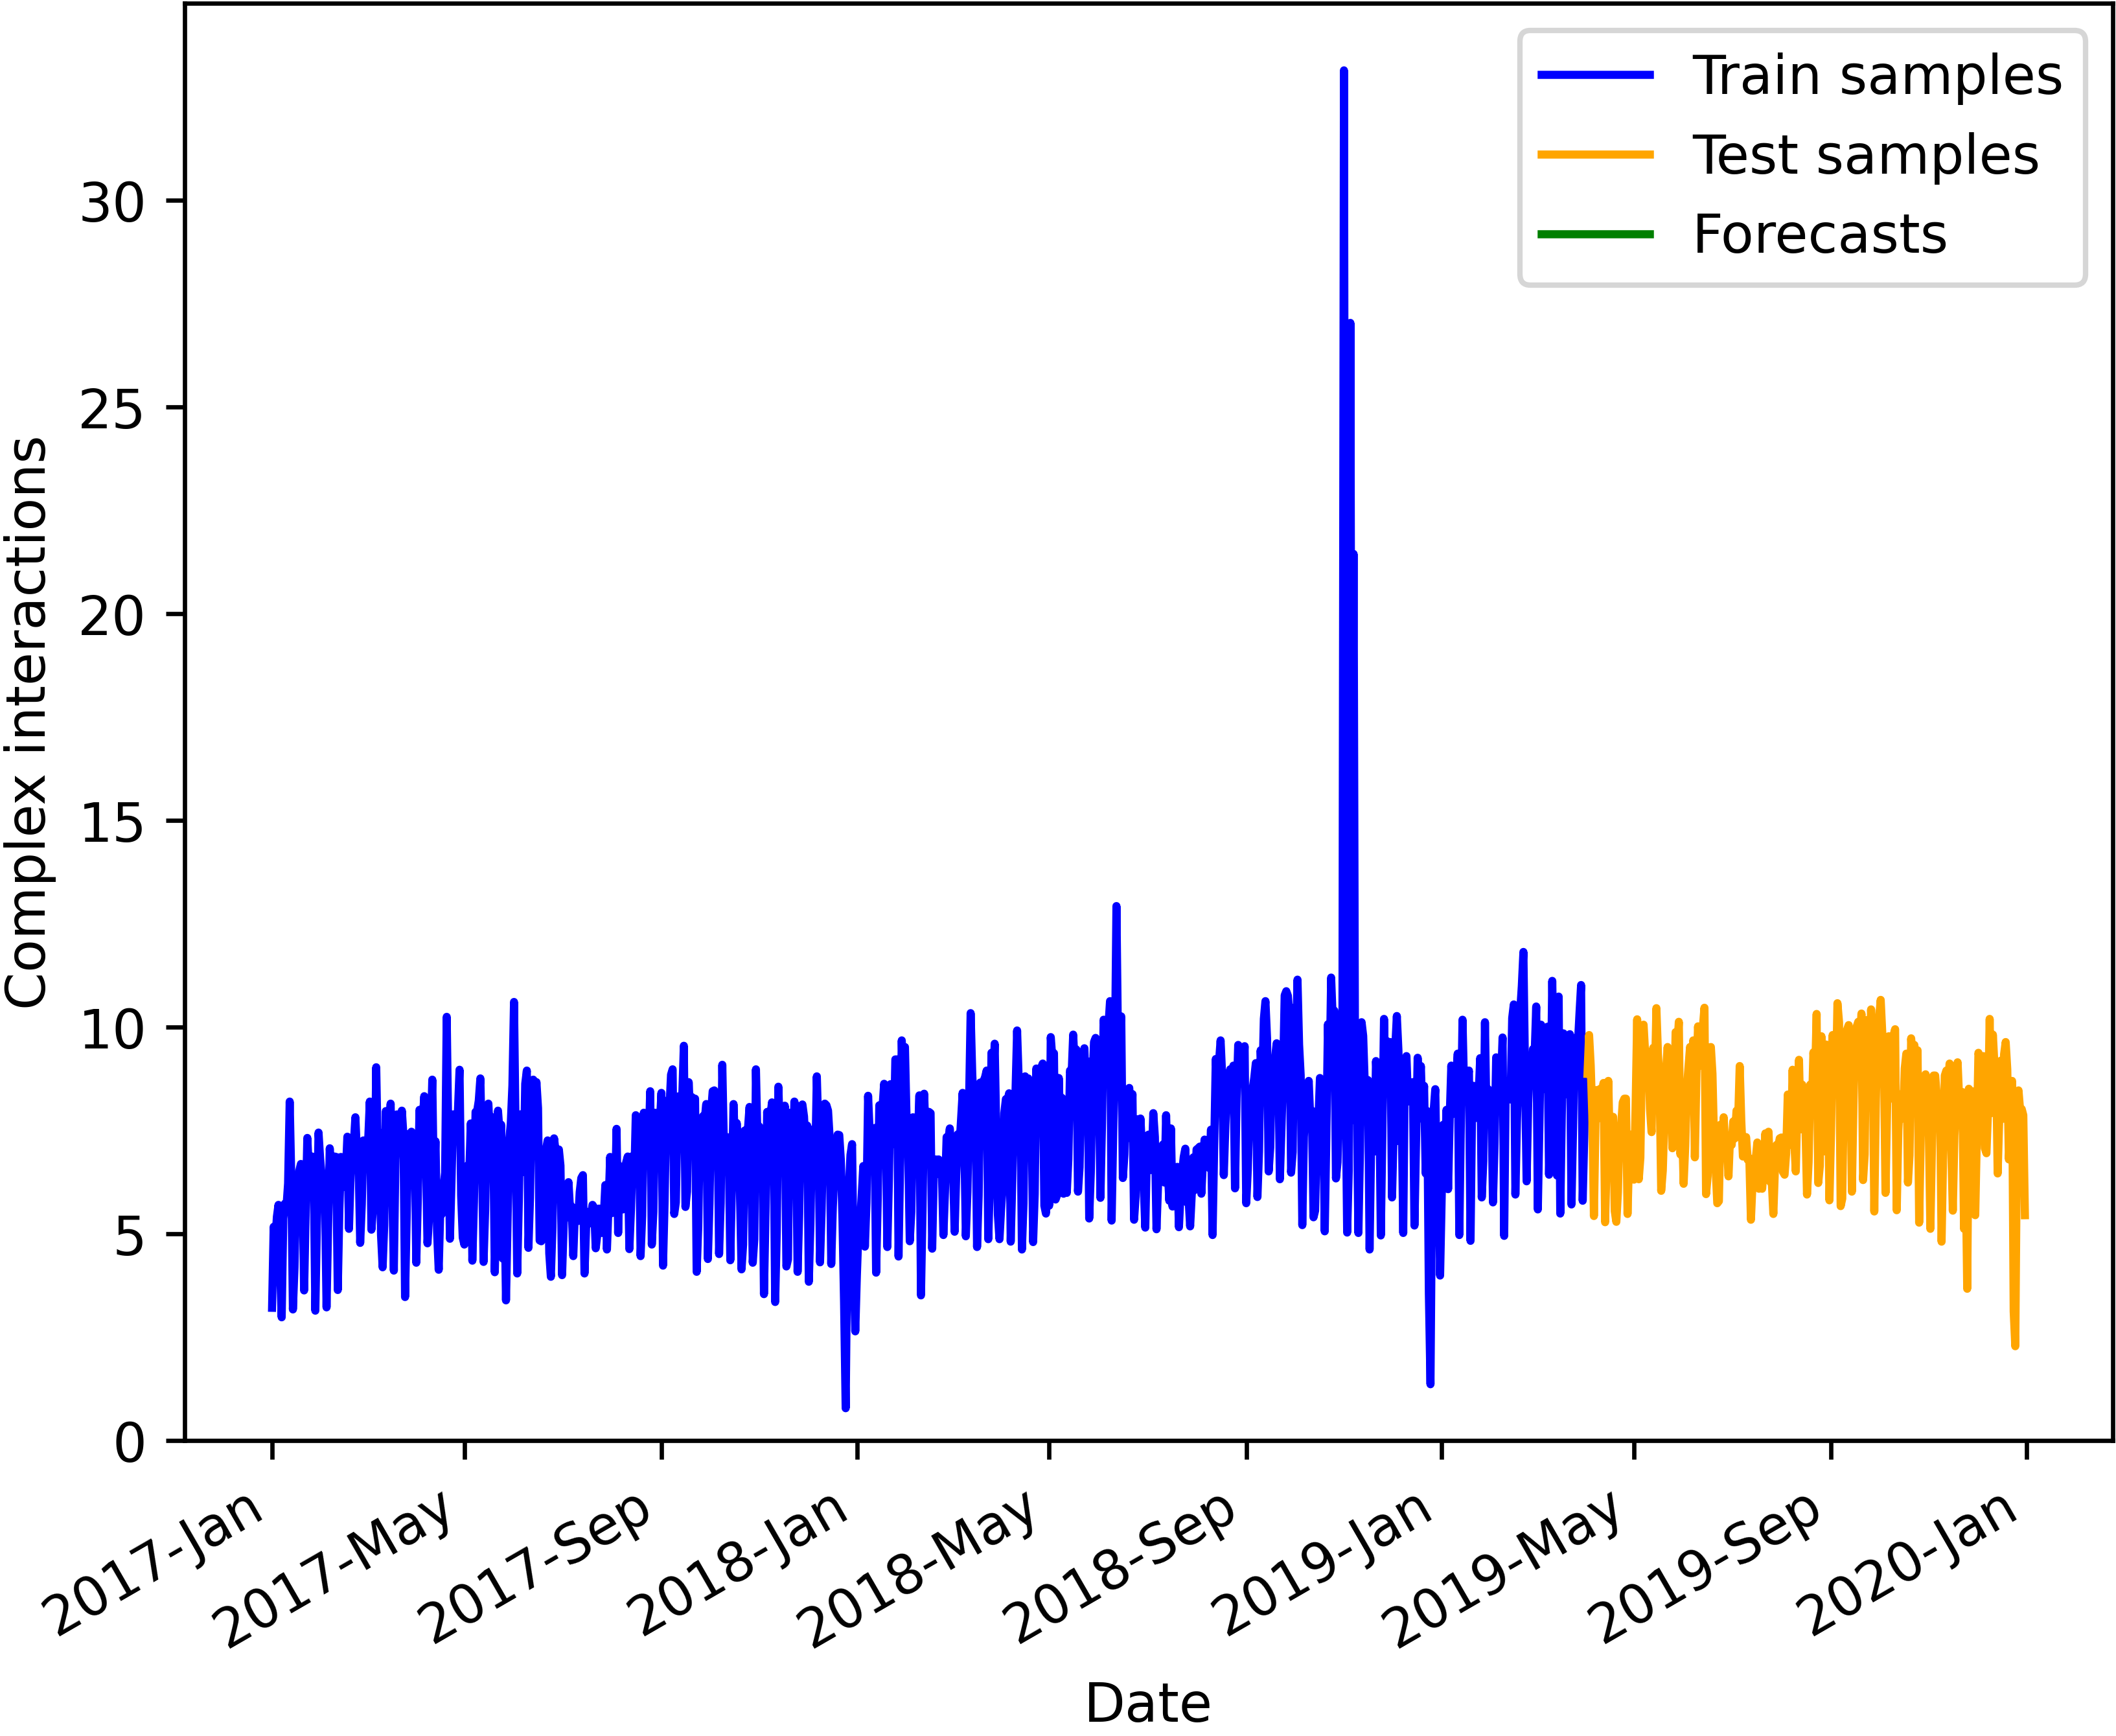 Train samples
Test samples
Forecasts
Complex interactions
30
25
20
15
10
5
0
2017-Jan
2017-May
2017-Sep
2018-Jan
2018-May
2018-Sep
2019-Jan
2019-May
2019-Sep
2020-Jan
Date